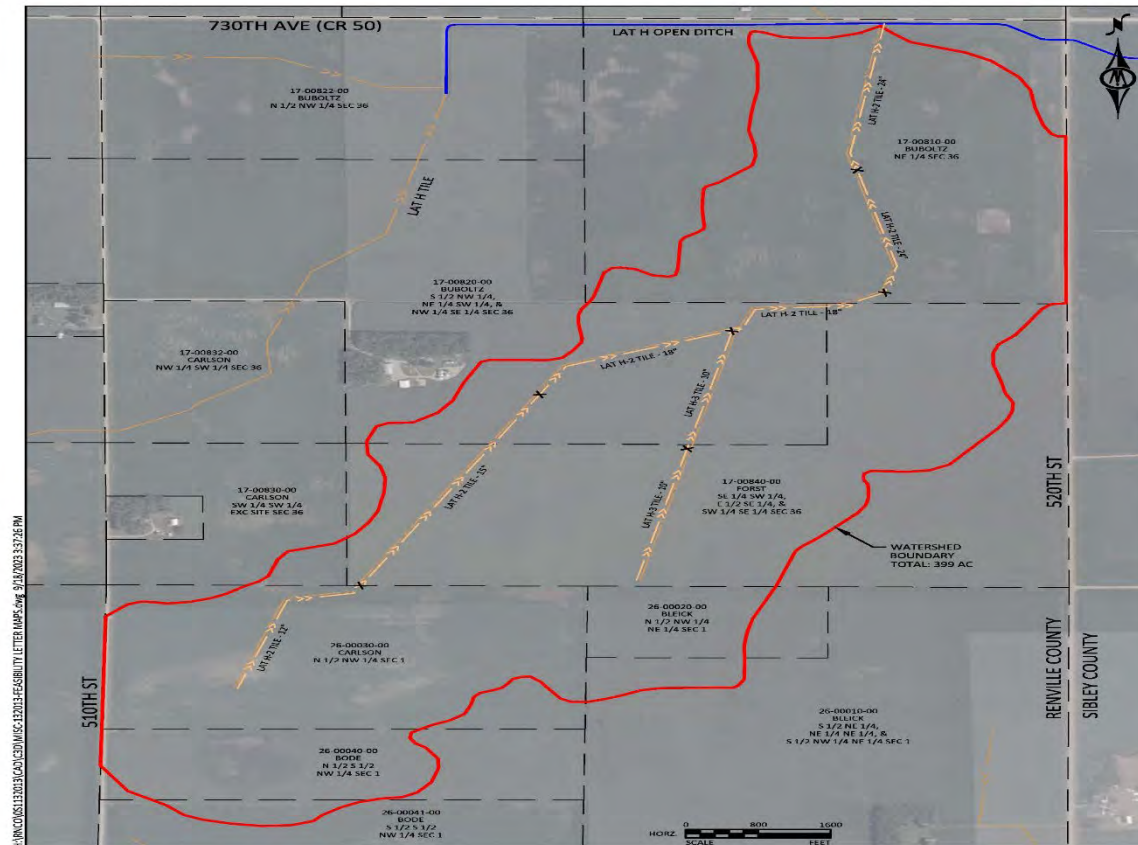 730TH AVE (CR 50)
LAT H OPEN DITCH
N
17-00822-00
BUBOLTZ
N 1/2 NW 1/4 SEC 36
LAT H-2 TILE - 24"
17-00810-00
BUBOLTZ
NE 1/4 SEC 36
LAT H TILE
LAT H-2 TILE - 24"
17-00820-00
BUBOLTZ
S 1/2 NW 1/4,
NE 1/4 SW 1/4, &
NW 1/4 SE 1/4 SEC 36
LAT H-2 TILE - 18"
17-00832-00
CARLSON
NW 1/4 SW 1/4 SEC 36
LAT H-2 TILE - 18"
LAT H-3 TILE - 10"
LAT H-2 TILE - 15"
17-00830-00
CARLSON
SW 1/4 SW 1/4
EXC SITE SEC 36
LAT H-3 TILE - 10"
17-00840-00
FORST
SE 1/4 SW 1/4,
E 1/2 SE 1/4, &
SW 1/4 SE 1/4 SEC 36
520TH ST
WATERSHED
BOUNDARY
TOTAL: 399 AC
26-00020-00
BLEICK
N 1/2 NW 1/4
NE 1/4 SEC 1
LAT H-2 TILE - 12"
26-00030-00
CARLSON
N 1/2 NW 1/4 SEC 1
510TH ST
RENVILLE COUNTY
SIBLEY COUNTY
26-00010-00
BLEICK
S 1/2 NE 1/4,
NE 1/4 NE 1/4, &
S 1/2 NW 1/4 NE 1/4 SEC 1
26-00040-00
BODE
N 1/2 S 1/2
NW 1/4 SEC 1
26-00041-00
BODE
S 1/2 S 1/2
NW 1/4 SEC 1
HORZ.
0 800 1600
SCALE FEET
9/18/2023 3:37:26 PM